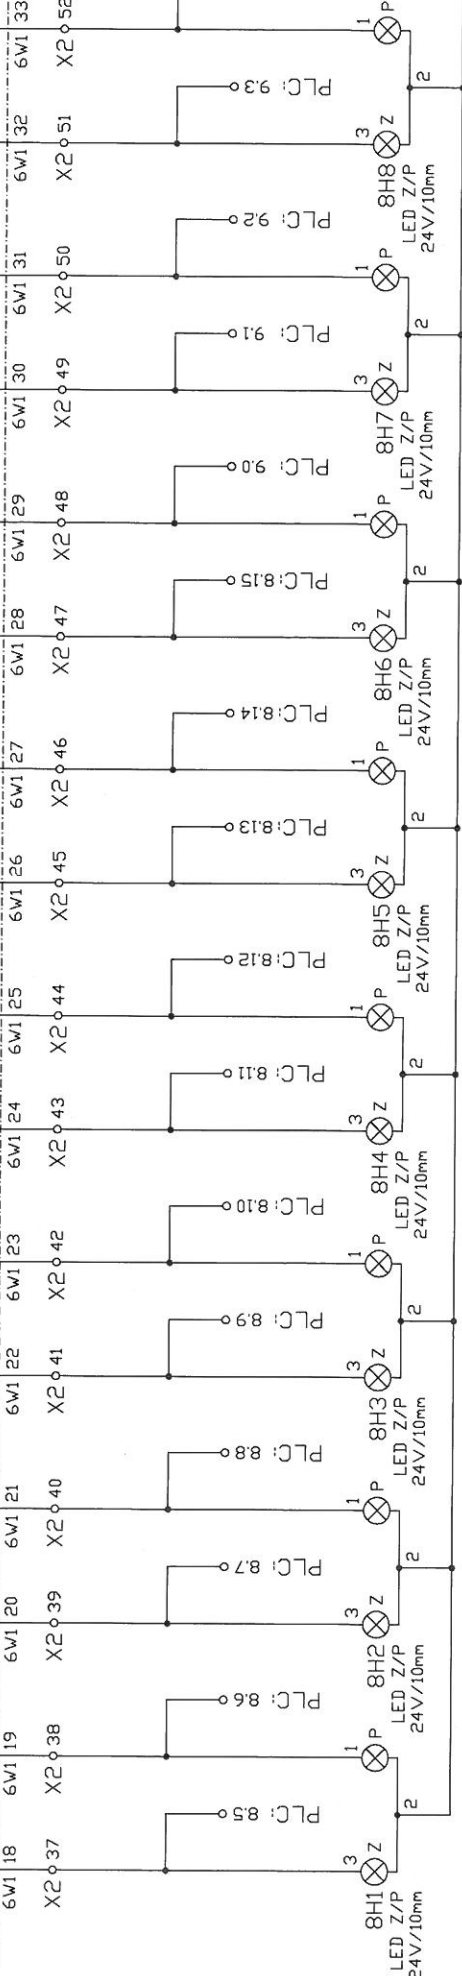 6W1 18 6W1 19 6W1 20 6W1 21 6W1 22 6W1 23 6W1 24 6W1 25 6W1 26 6W1 27 6W1 28 6W1 29 6W1 30 6W1 31 6W1 32 6W1 33
X2 37 X2 38 X2 39 X2 40 X2 41 X2 42 X2 43 X2 44 X2 45 X2 46 X2 47 X2 48 X2 49 X2 50 X2 51 X2 52
PLC: 8.5 PLC: 8.6 PLC: 8.7 PLC: 8.8 PLC: 8.9 PLC: 8.10 PLC: 8.11 PLC: 8.12 PLC: 8.13 PLC: 8.14 PLC: 8.15 PLC: 9.0 PLC: 9.1 PLC: 9.2 PLC: 9.3
3 1 3 1 3 1 3 1 3 1 3 1 3 1 3 1
8H1 Z P 8H2 Z P 8H3 Z P 8H4 Z P 8H5 Z P 8H6 Z P 8H7 Z P 8H8 Z P
LED Z/P 2 LED Z/P 2 LED Z/P 2 LED Z/P 2 LED Z/P 2 LED Z/P 2 LED Z/P 2 LED Z/P 2
24V/10mm 24V/10mm 24V/10mm 24V/10mm 24V/10mm 24V/10mm 24V/10mm 24V/10mm